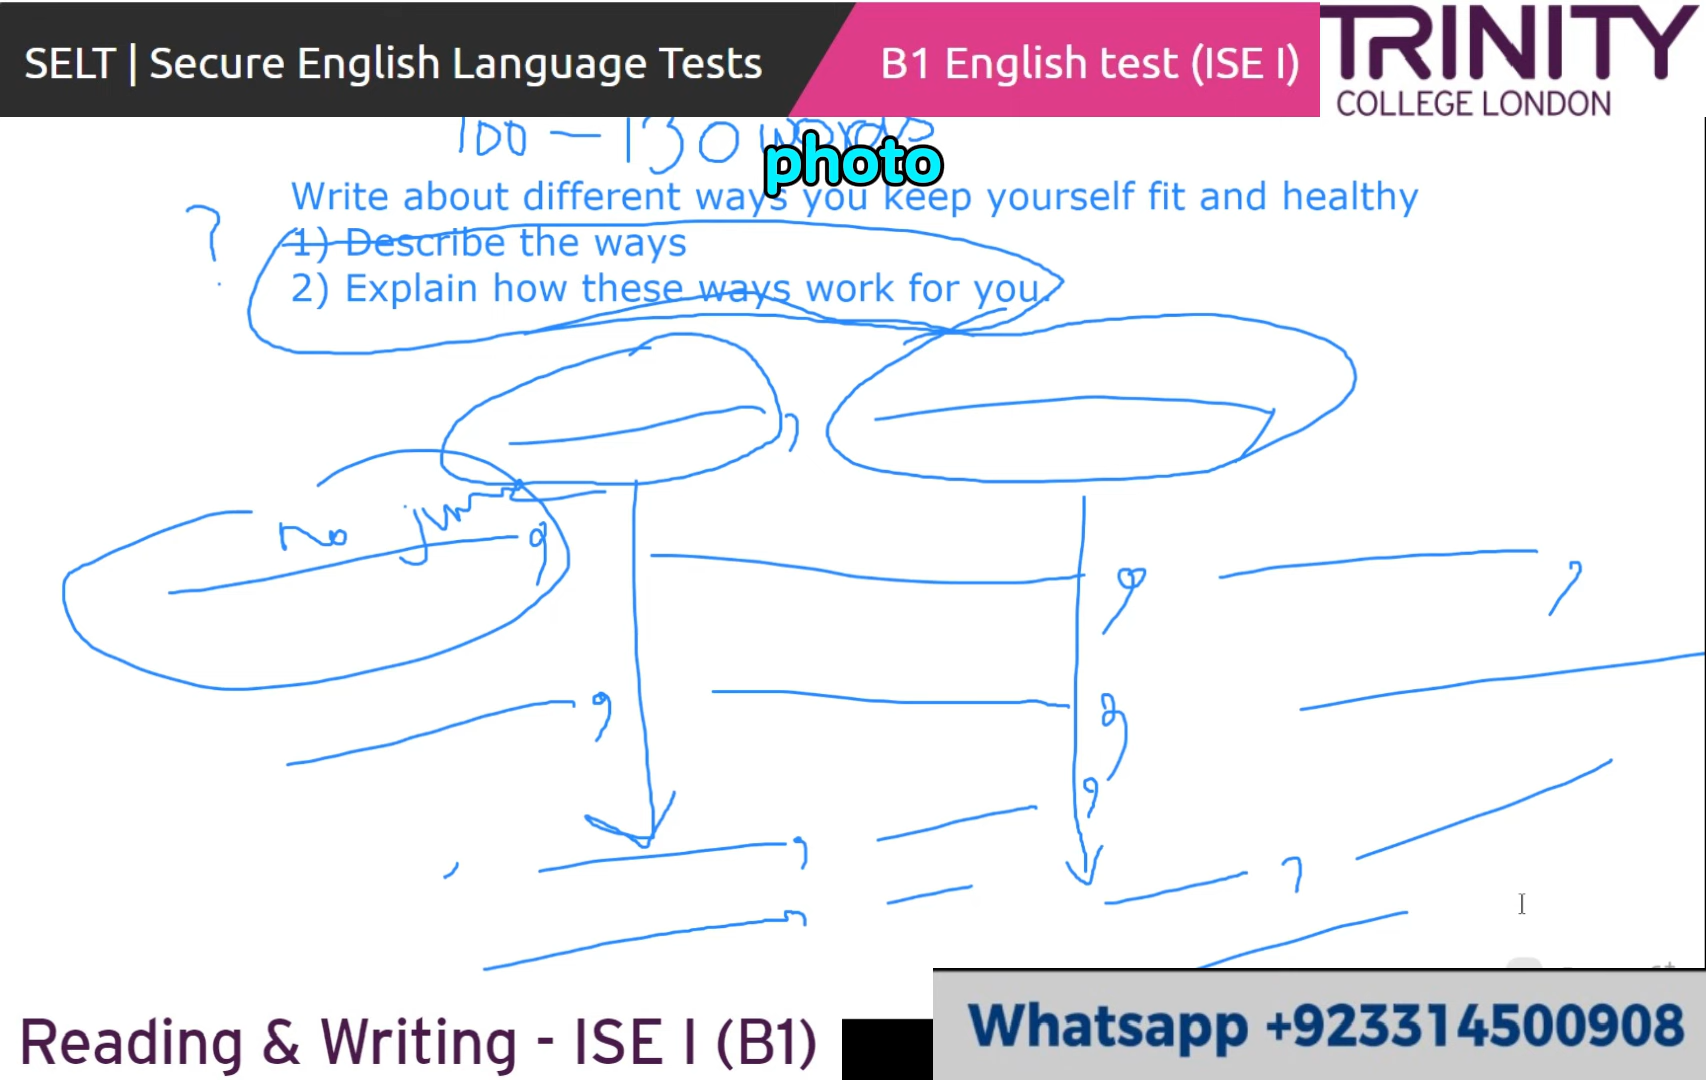 SELT | Secure English Language Tests
B1 English test (ISE I)
TRINITY
COLLEGE LONDON
100 – 130 words
photo
Write about different ways you keep yourself fit and healthy
1) Describe the ways
2) Explain how these ways work for you.
No
Reading & Writing - ISE I (B1)
Whatsapp +923314500908